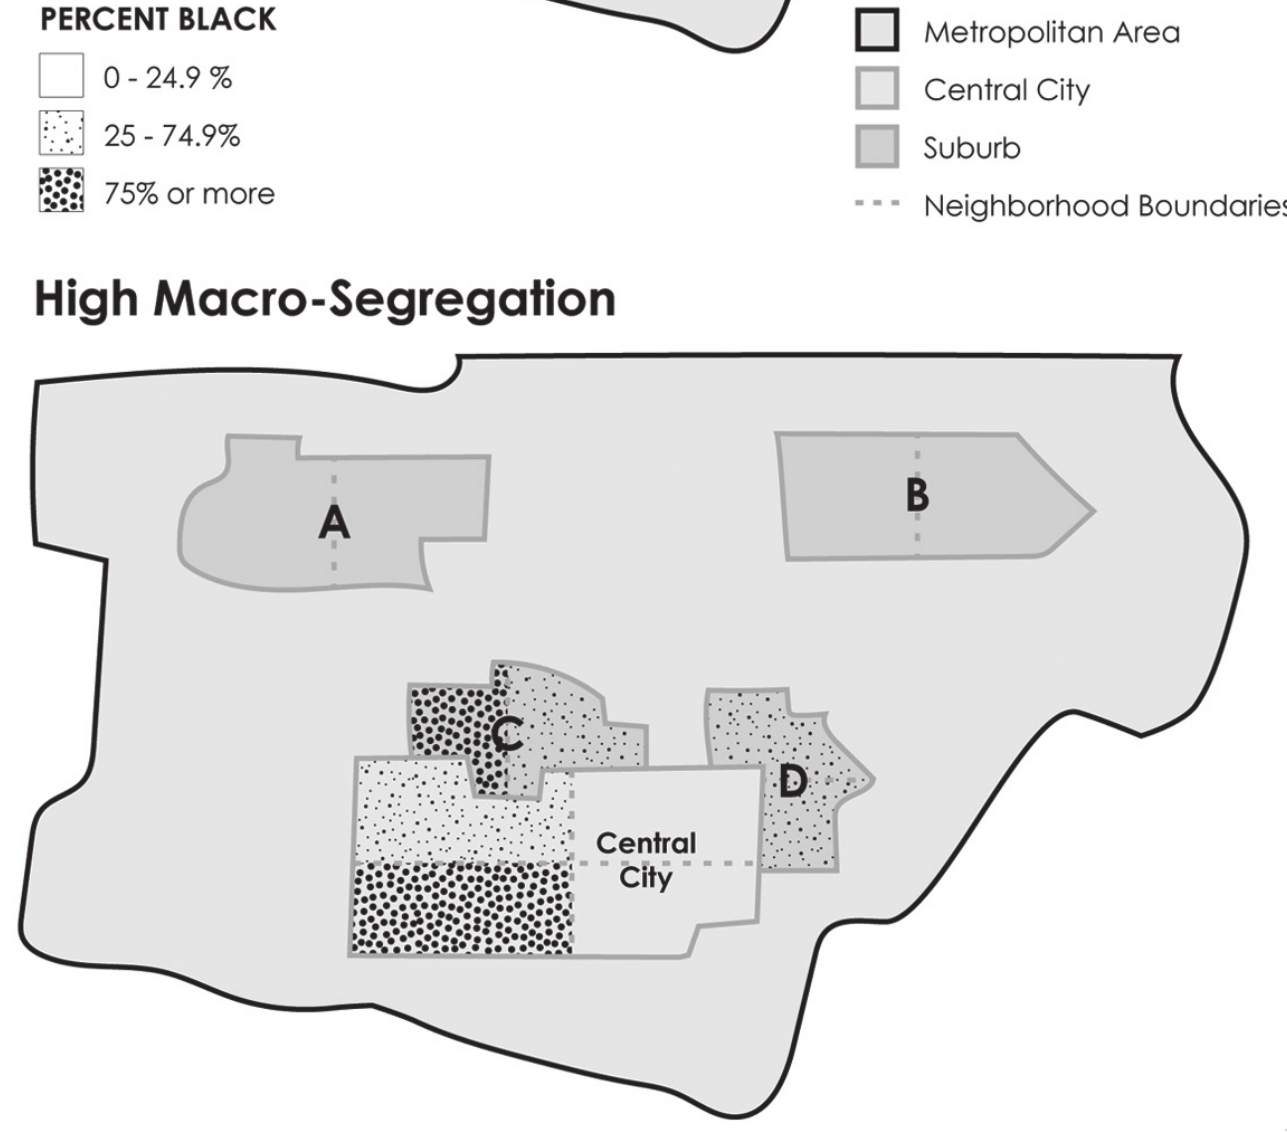 PERCENT BLACK
0 - 24.9 %
25 - 74.9%
75% or more
Metropolitan Area
Central City
Suburb
Neighborhood Boundaries
High Macro-Segregation
A
B
C
D
Central
City